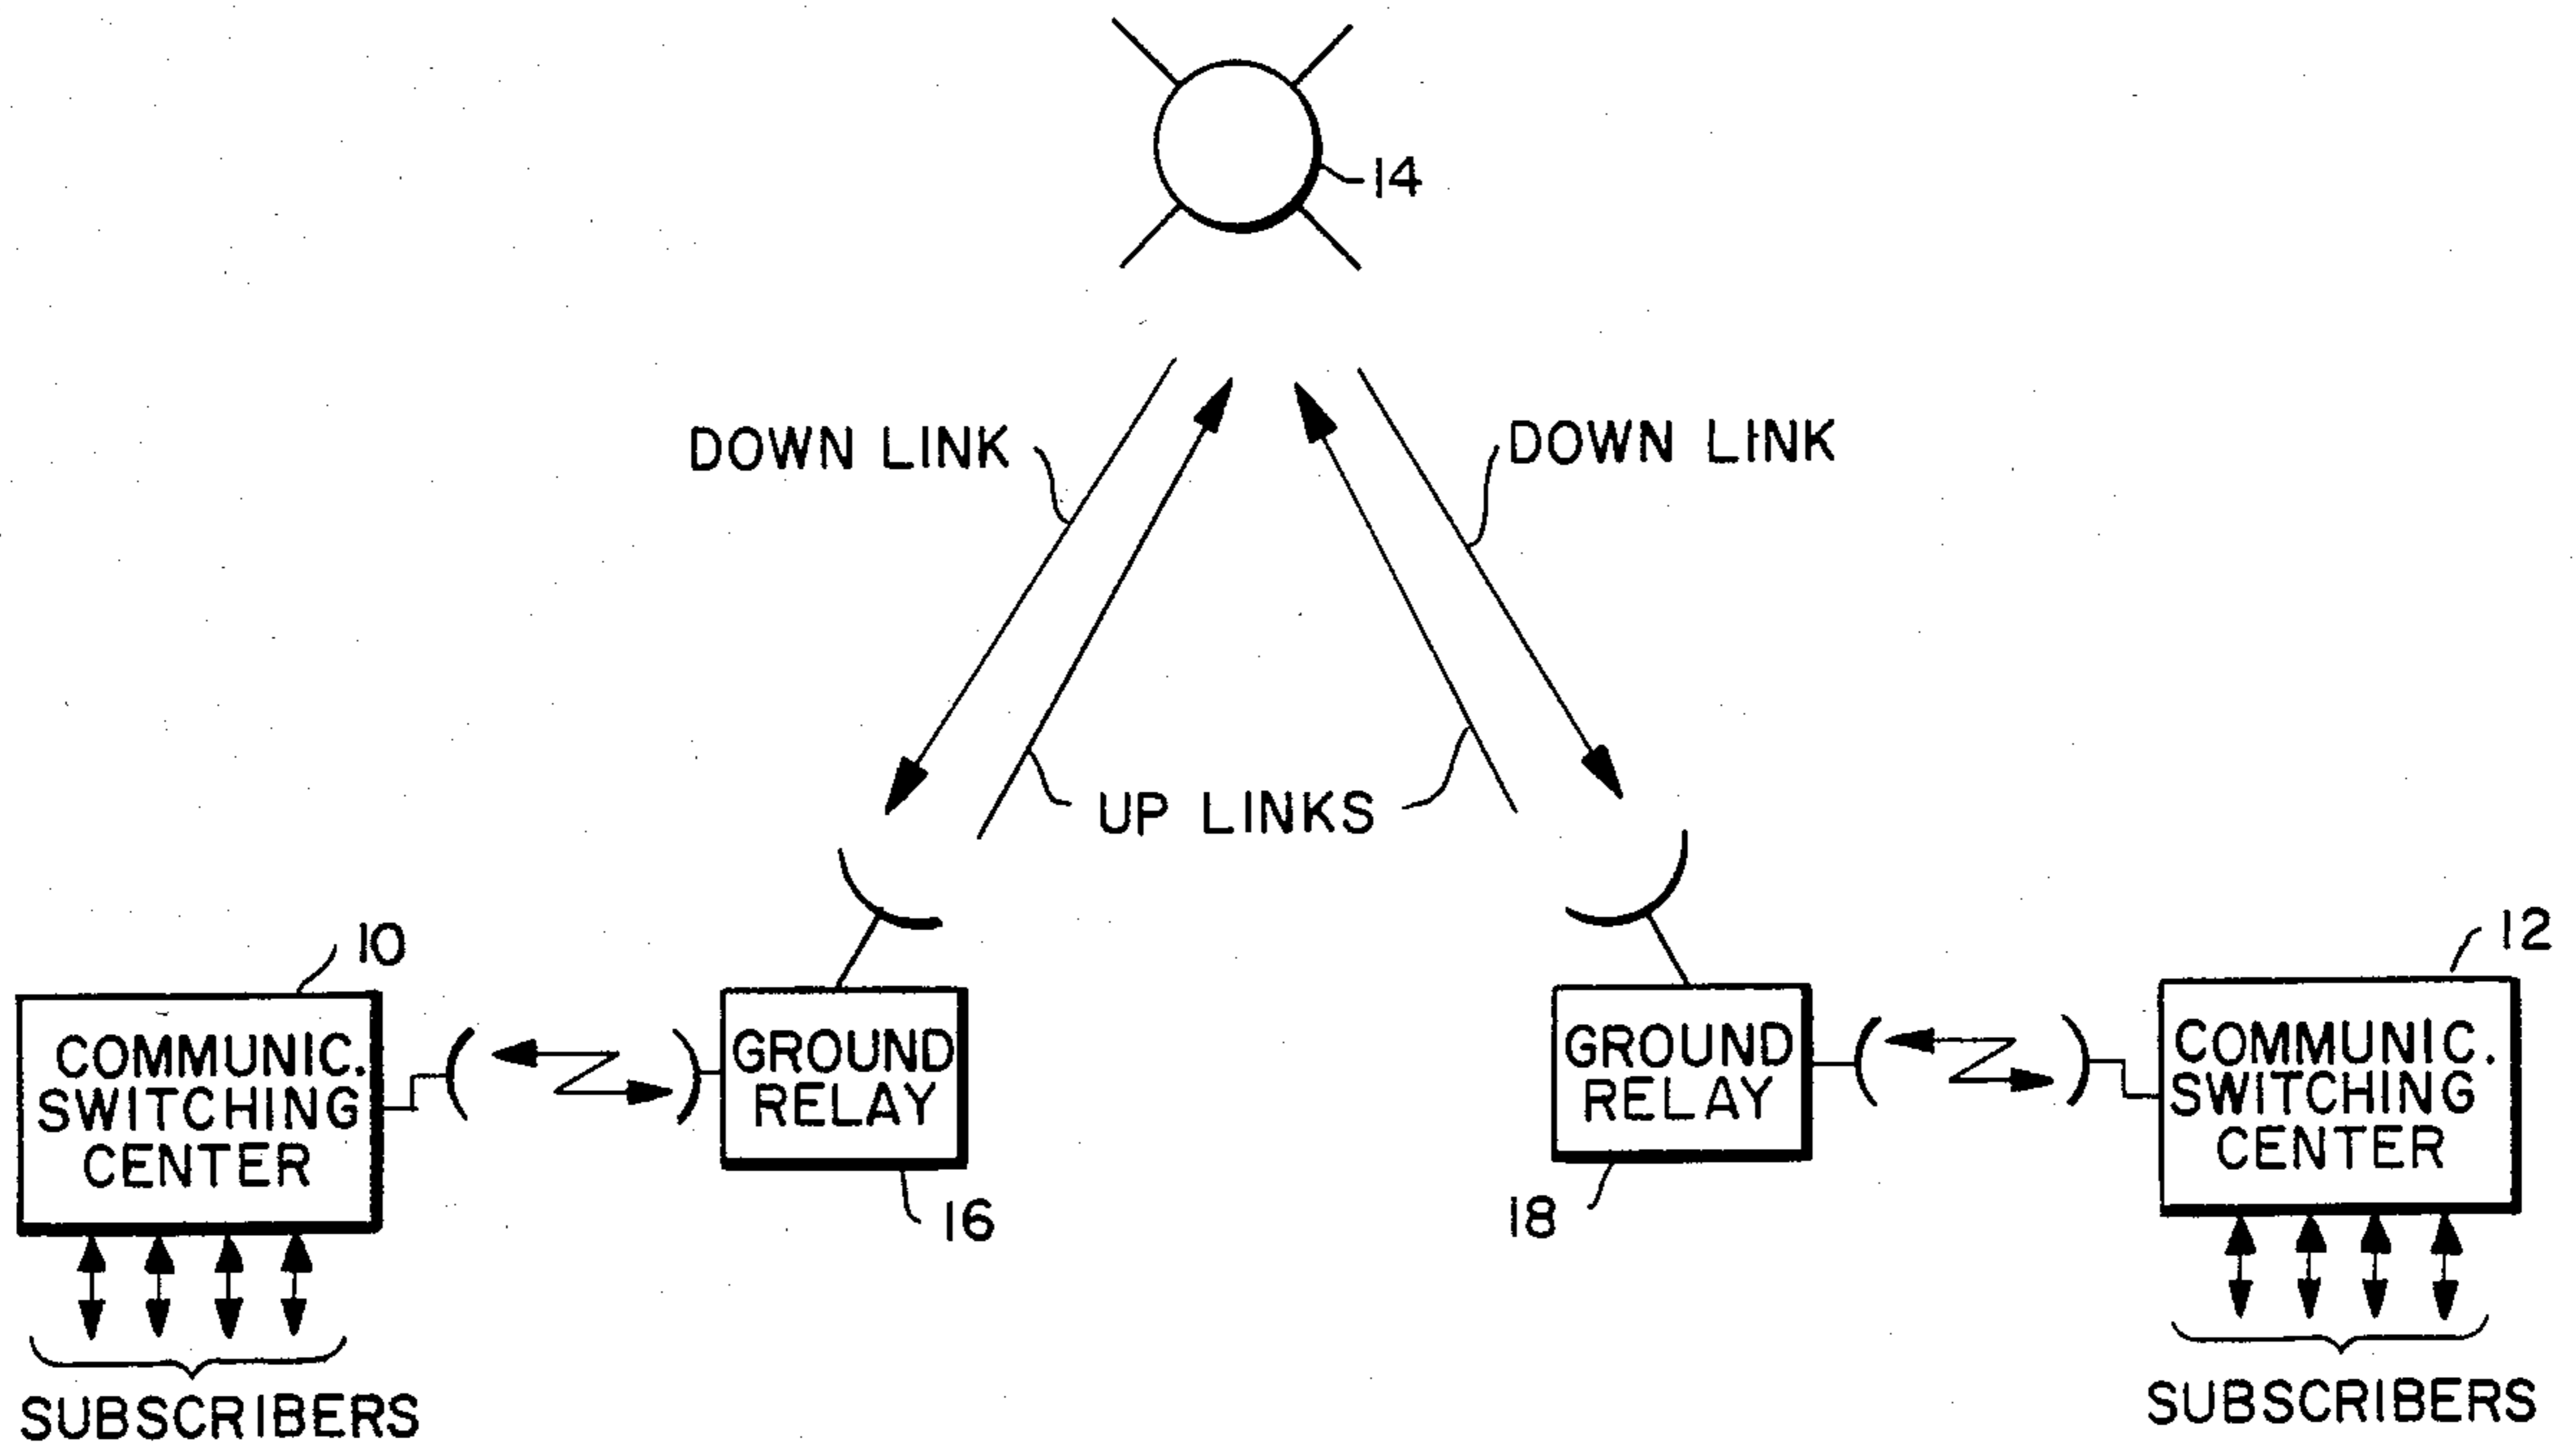 14
DOWN LINK
DOWN LINK
UP LINKS
10
12
COMMUNIC.
SWITCHING
CENTER
GROUND
RELAY
GROUND
RELAY
COMMUNIC.
SWITCHING
CENTER
16
18
SUBSCRIBERS
SUBSCRIBERS